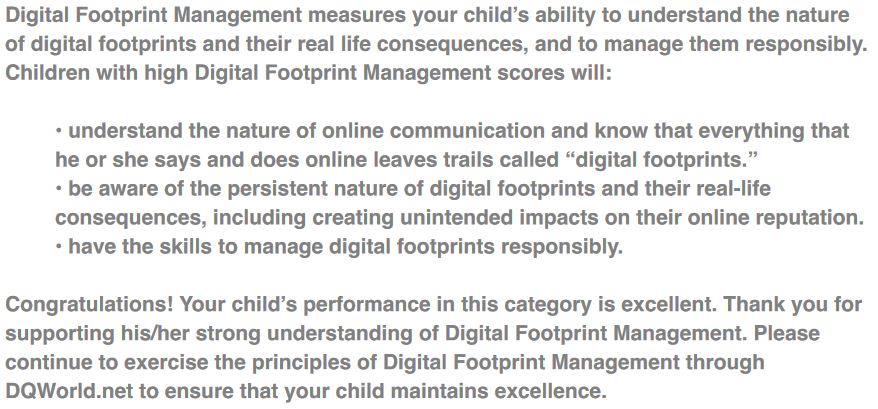 Digital Footprint Management measures your child’s ability to understand the nature
of digital footprints and their real life consequences, and to manage them responsibly.
Children with high Digital Footprint Management scores will:
• understand the nature of online communication and know that everything that
he or she says and does online leaves trails called “digital footprints.”
• be aware of the persistent nature of digital footprints and their real-life
consequences, including creating unintended impacts on their online reputation.
• have the skills to manage digital footprints responsibly.
Congratulations! Your child’s performance in this category is excellent. Thank you for
supporting his/her strong understanding of Digital Footprint Management. Please
continue to exercise the principles of Digital Footprint Management through
DQWorld.net to ensure that your child maintains excellence.